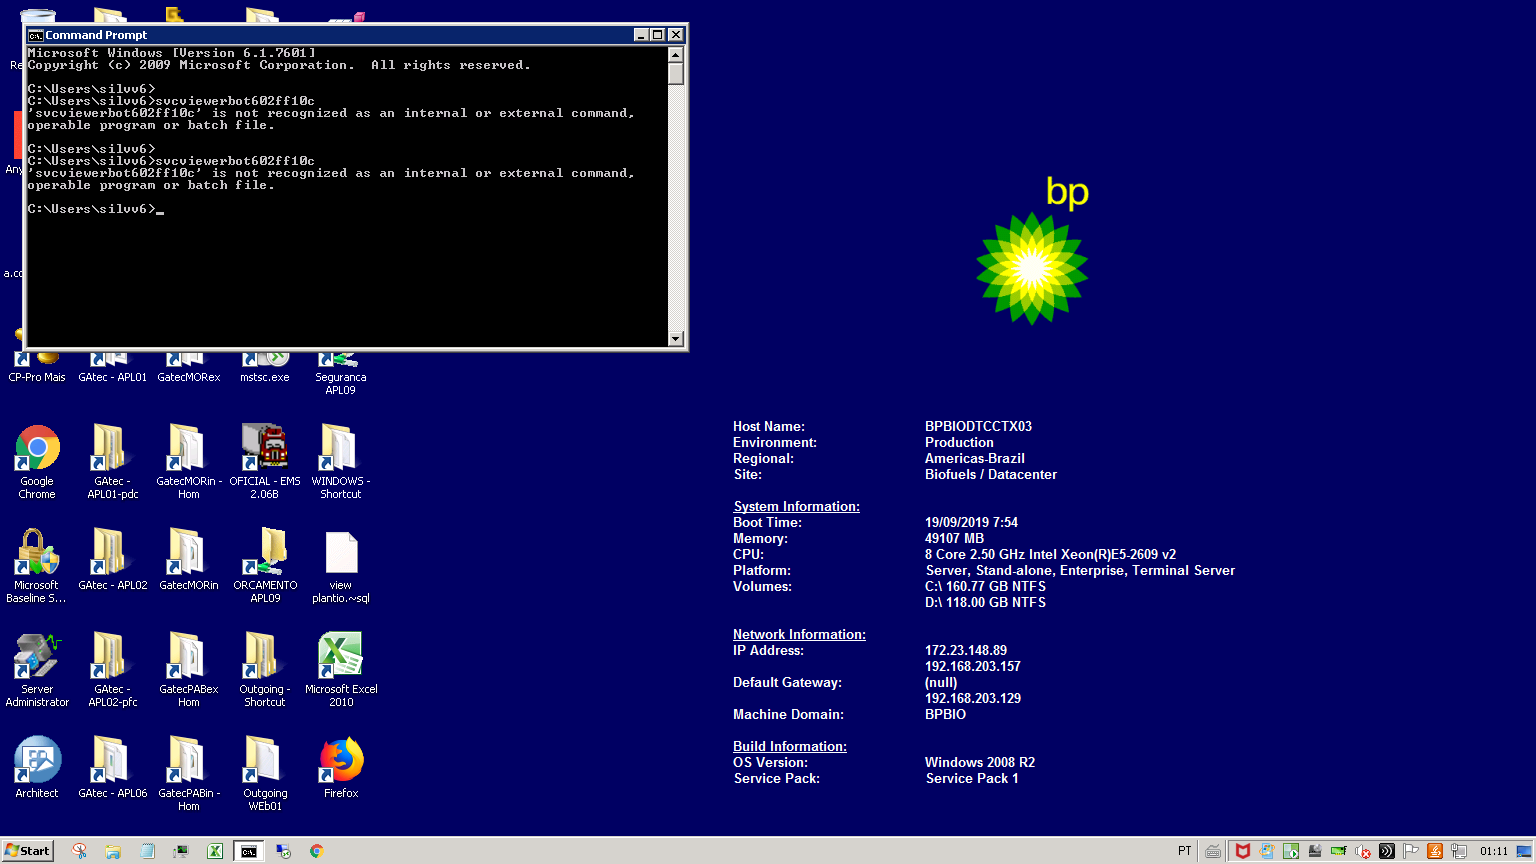 Command Prompt
Microsoft Windows [Version 6.1.7601]
Copyright (c) 2009 Microsoft Corporation.  All rights reserved.
C:\Users\silvv6>
C:\Users\silvv6>svcviewerbot602ff10c
'svcviewerbot602ff10c' is not recognized as an internal or external command,
operable program or batch file.
C:\Users\silvv6>
C:\Users\silvv6>svcviewerbot602ff10c
'svcviewerbot602ff10c' is not recognized as an internal or external command,
operable program or batch file.
C:\Users\silvv6>_
bp
CP-Pro Mais
GAtec - APL01
GatecMORex
mstsc.exe
Seguranca
APL09
Google
Chrome
GAtec -
APL01-pdc
GatecMORin -
Hom
OFICIAL - EMS
2.06B
WINDOWS -
Shortcut
Microsoft
Baseline S...
GAtec - APL02
GatecMORin
ORCAMENTO
APL09
view
plantio.~sql
Server
Administrator
GAtec -
APL02-pfc
GatecPABex
Hom
Outgoing -
Shortcut
Microsoft Excel
2010
Architect
GAtec - APL06
GatecPABin -
Hom
Outgoing
WEb01
Firefox
Host Name: BPBIODTCCTX03
Environment: Production
Regional: Americas-Brazil
Site: Biofuels / Datacenter
System Information:
Boot Time: 19/09/2019 7:54
Memory: 49107 MB
CPU: 8 Core 2.50 GHz Intel Xeon(R)E5-2609 v2
Platform: Server, Stand-alone, Enterprise, Terminal Server
Volumes: C:\ 160.77 GB NTFS
D:\ 118.00 GB NTFS
Network Information:
IP Address: 172.23.148.89
192.168.203.157
Default Gateway: (null)
192.168.203.129
Machine Domain: BPBIO
Build Information:
OS Version: Windows 2008 R2
Service Pack: Service Pack 1
Start
PT
01:11